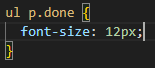 ul p.done {
  font-size: 12px;
}